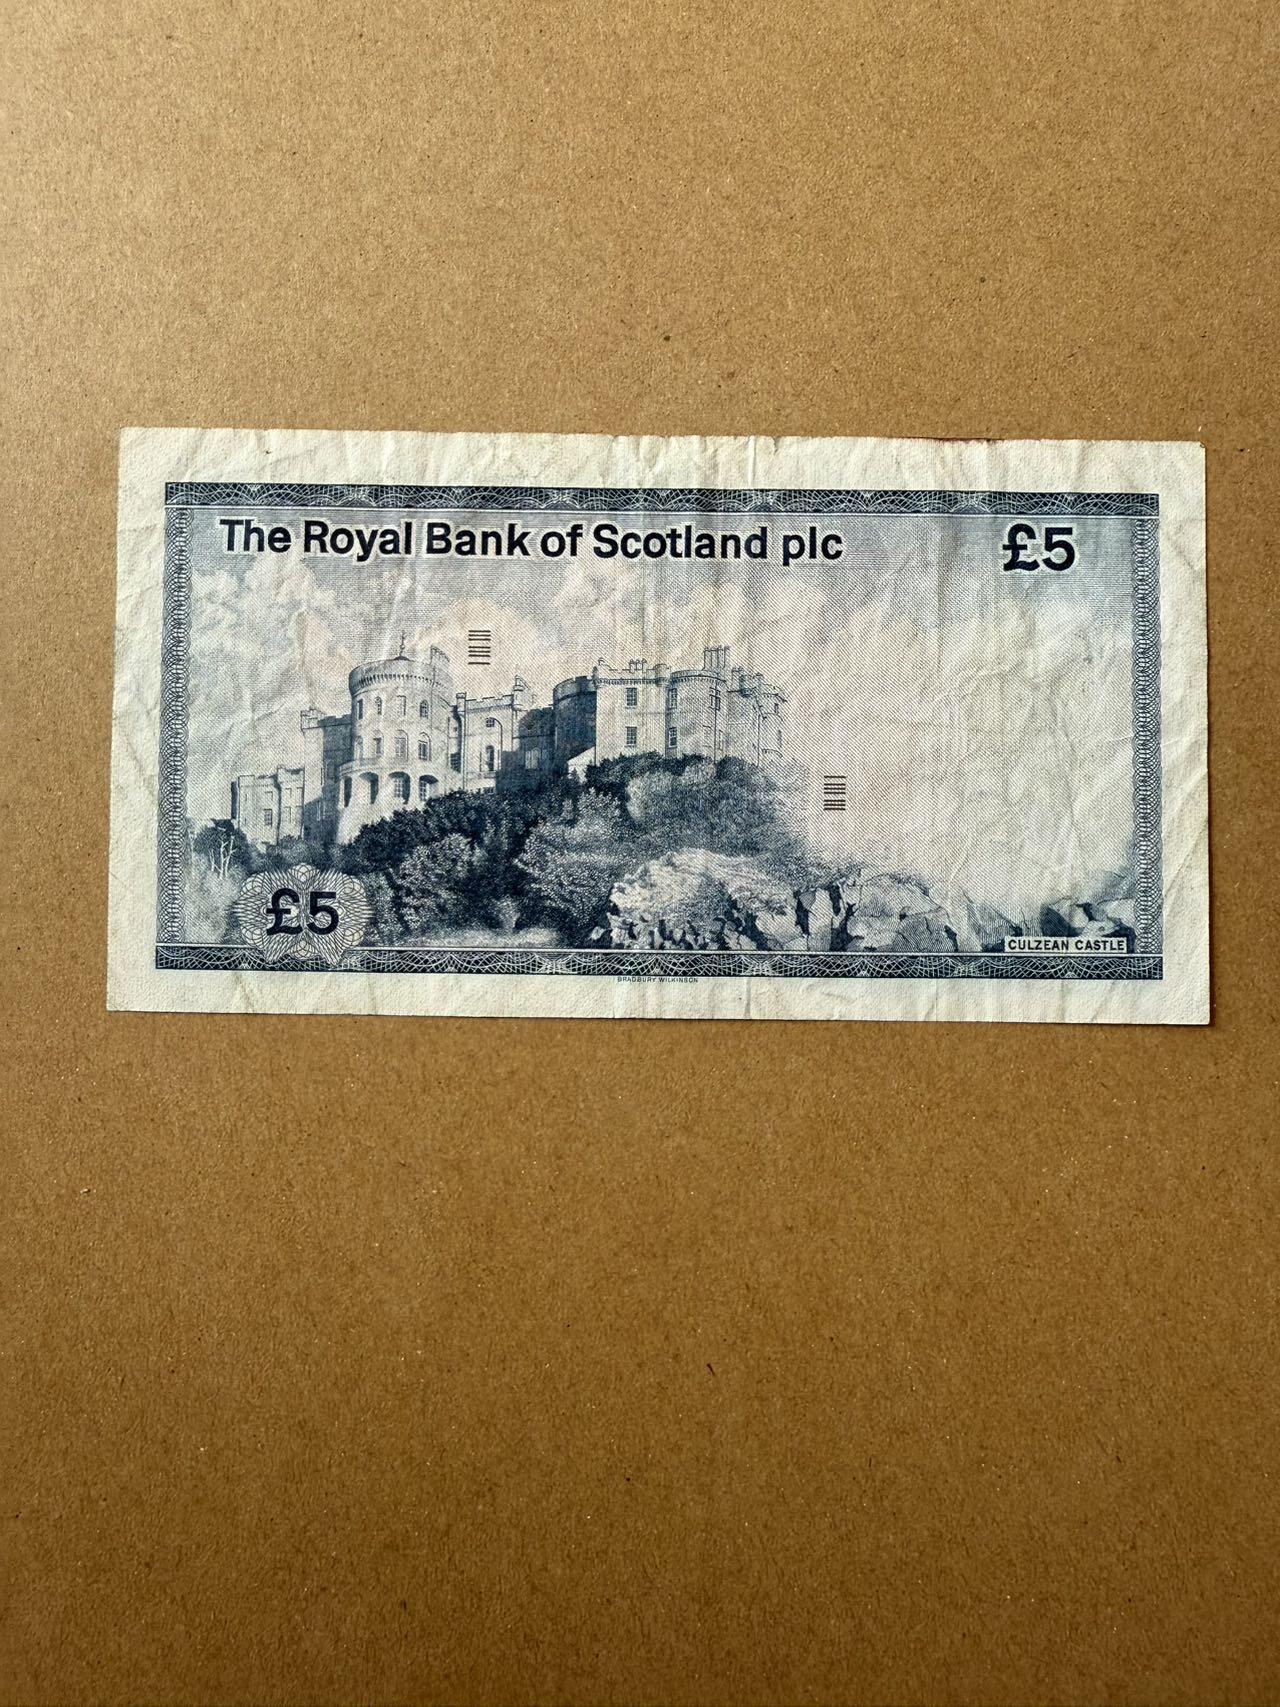 The Royal Bank of Scotland plc £5
£5
CULZEAN CASTLE
BRADBURY WILKINSON